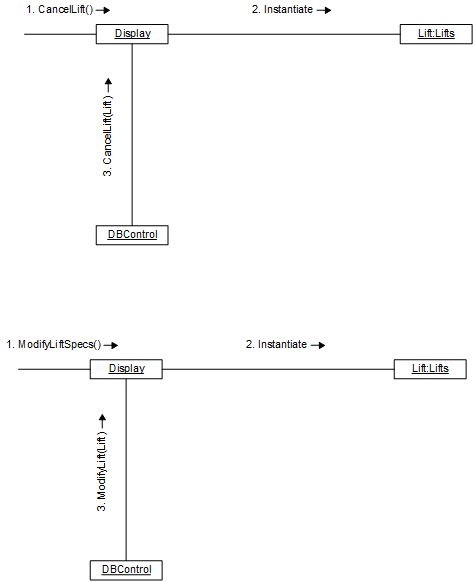 1. CancelLift()
2. Instantiate
Display
Lift:Lifts
3. CancelLift(Lift )
DBControl
1. ModifyLiftSpecs()
2. Instantiate
Display
Lift:Lifts
3. ModifyLift(Lift )
DBControl